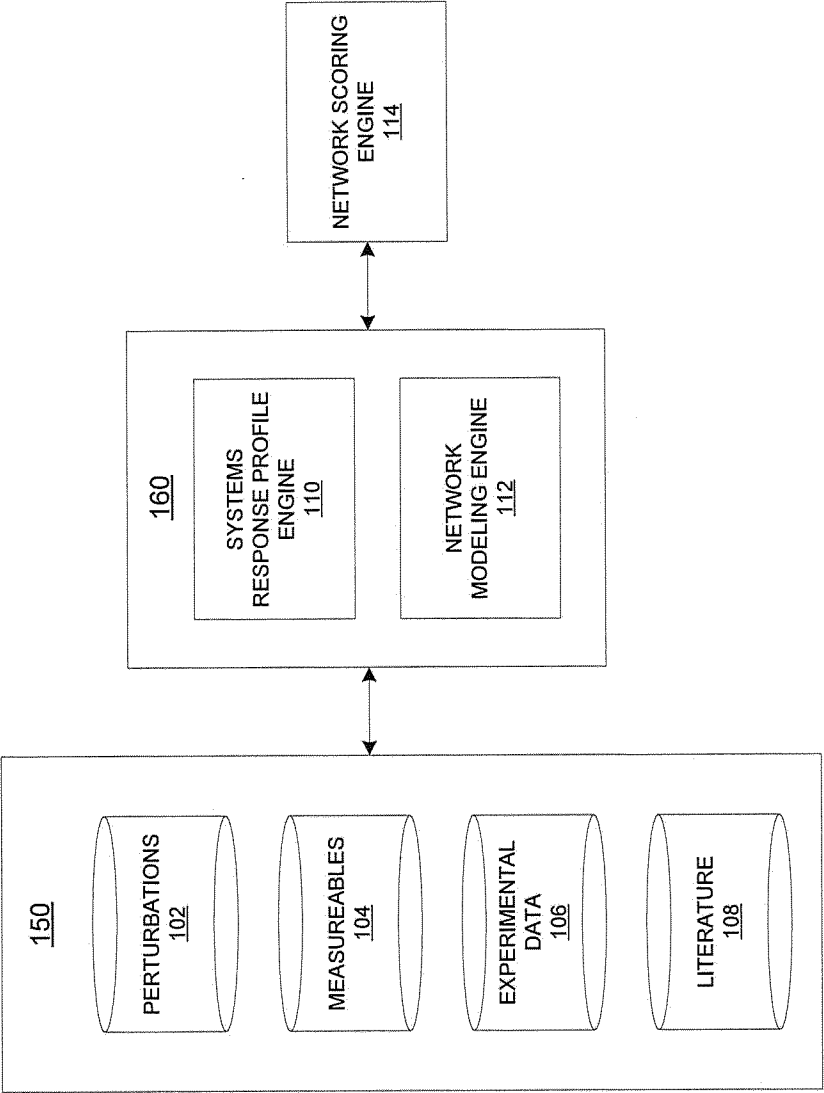 150
PERTURBATIONS
102
MEASUREABLES
104
EXPERIMENTAL
DATA
106
LITERATURE
108
160
SYSTEMS
RESPONSE PROFILE
ENGINE
110
NETWORK
MODELING ENGINE
112
NETWORK SCORING
ENGINE
114